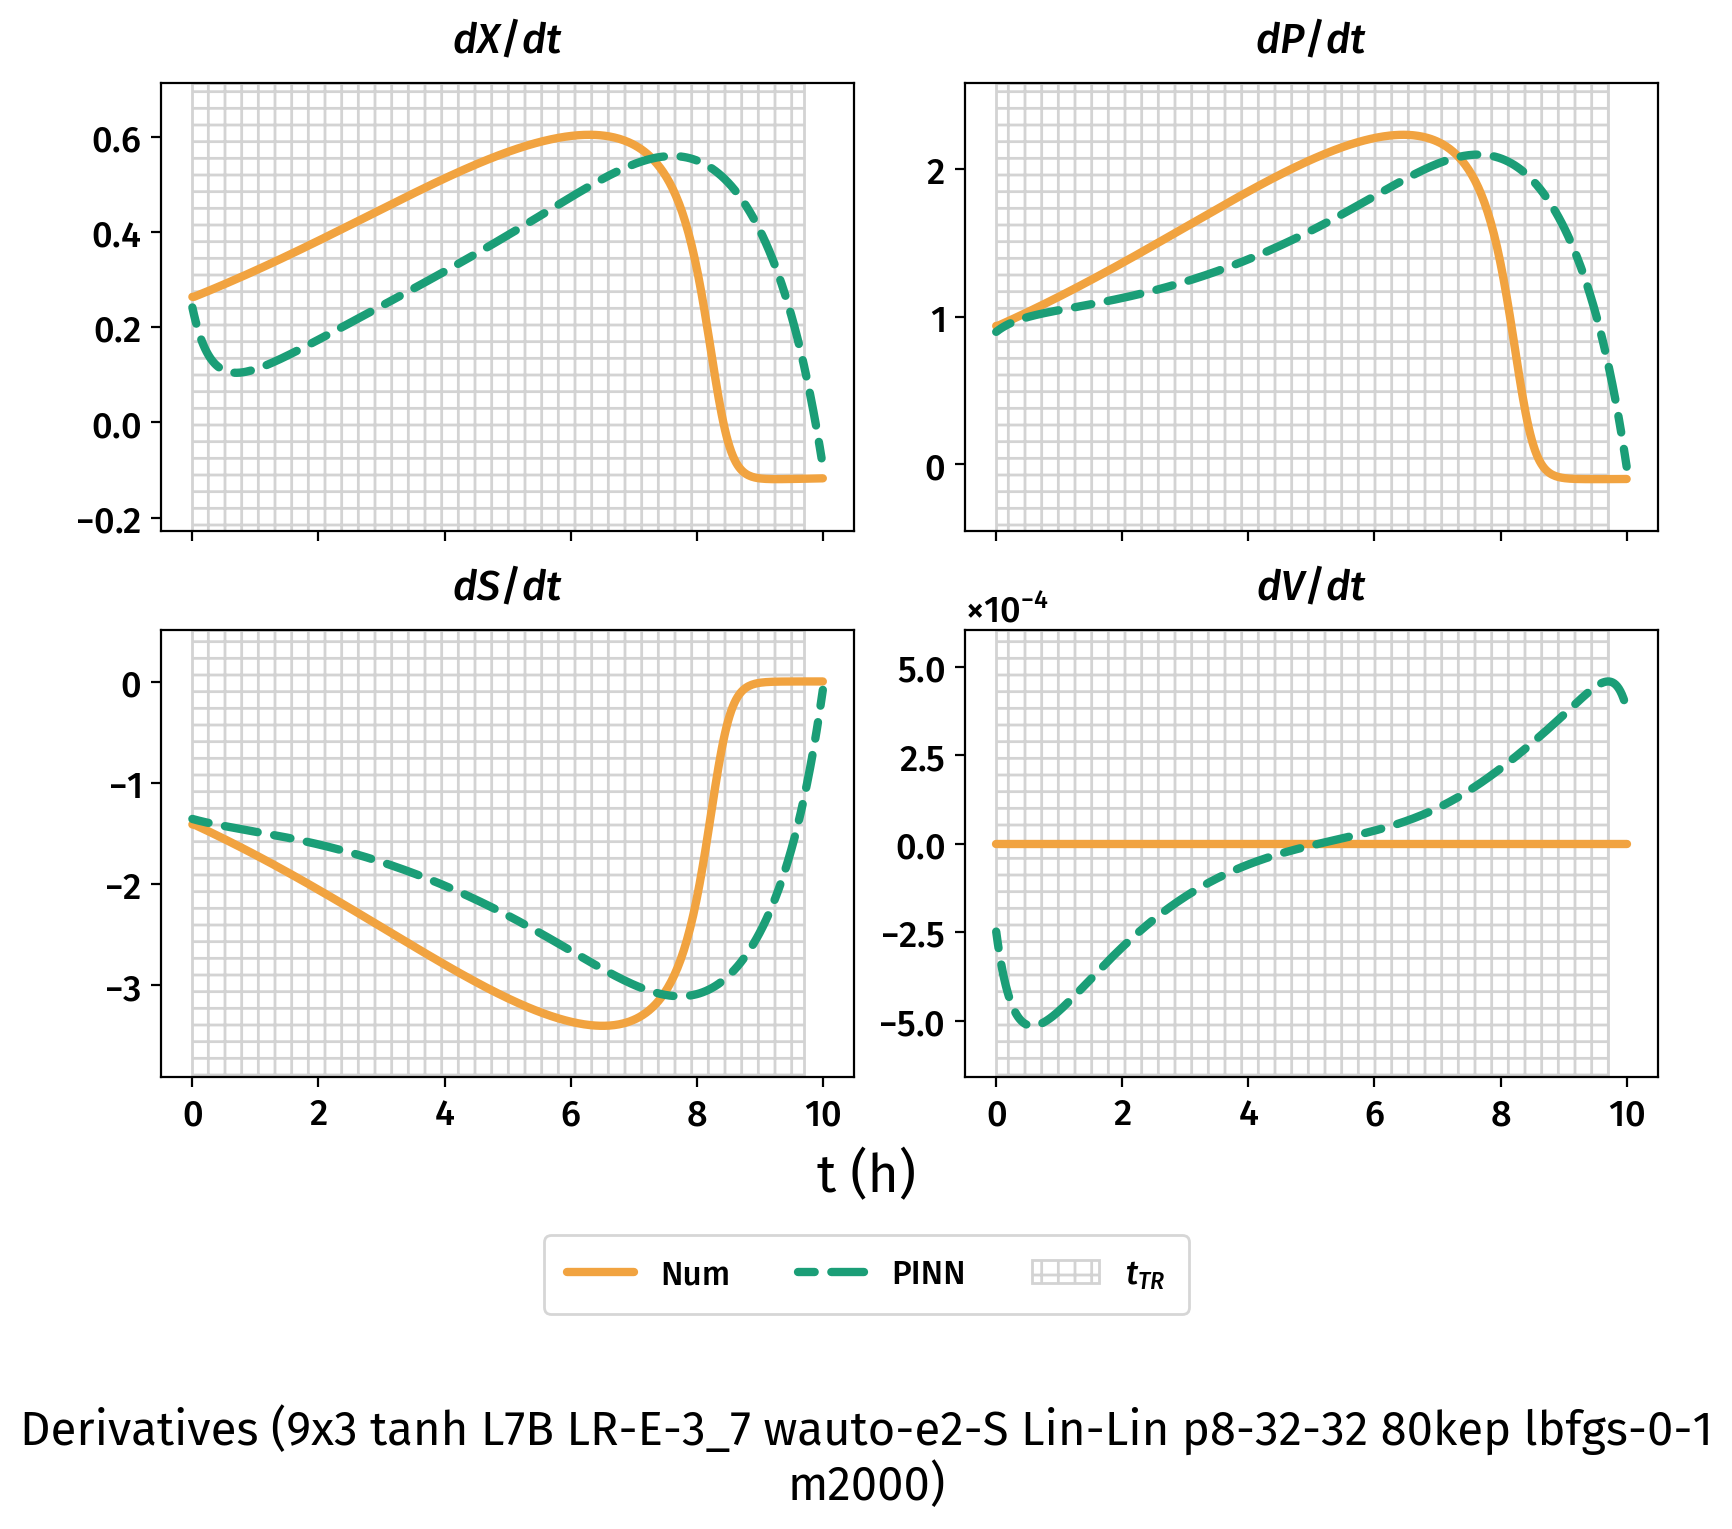 dX/dt
dP/dt
0.6
0.4
0.2
0.0
−0.2
2
1
0
dS/dt
dV/dt
×10⁻⁴
0
−1
−2
−3
5.0
2.5
0.0
−2.5
−5.0
0 2 4 6 8 10
0 2 4 6 8 10
t (h)
Num PINN t_TR
Derivatives (9x3 tanh L7B LR-E-3_7 wauto-e2-S Lin-Lin p8-32-32 80kep lbfgs-0-1
m2000)